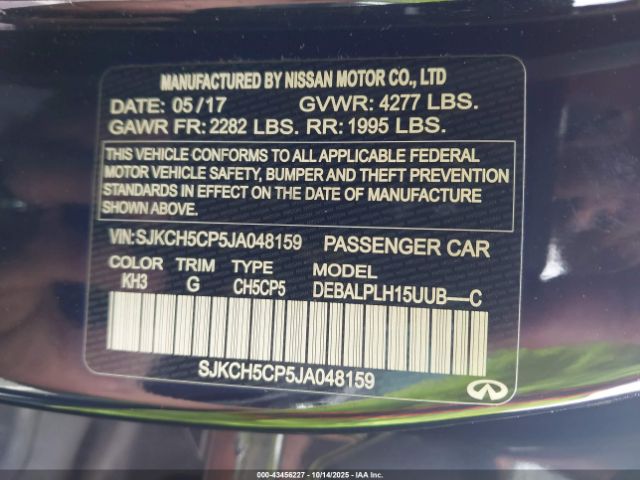 MANUFACTURED BY NISSAN MOTOR CO., LTD
DATE: 05/17 GVWR: 4277 LBS.
GAWR FR: 2282 LBS. RR: 1995 LBS.
THIS VEHICLE CONFORMS TO ALL APPLICABLE FEDERAL
MOTOR VEHICLE SAFETY, BUMPER AND THEFT PREVENTION
STANDARDS IN EFFECT ON THE DATE OF MANUFACTURE
SHOWN ABOVE.
VIN: SJKCH5CP5JA048159 PASSENGER CAR
COLOR TRIM TYPE MODEL
KH3 G CH5CP5 DEBALPLH15UUB—C
SJKCH5CP5JA048159
000-43456227 - 10/14/2025 - IAAI.COM